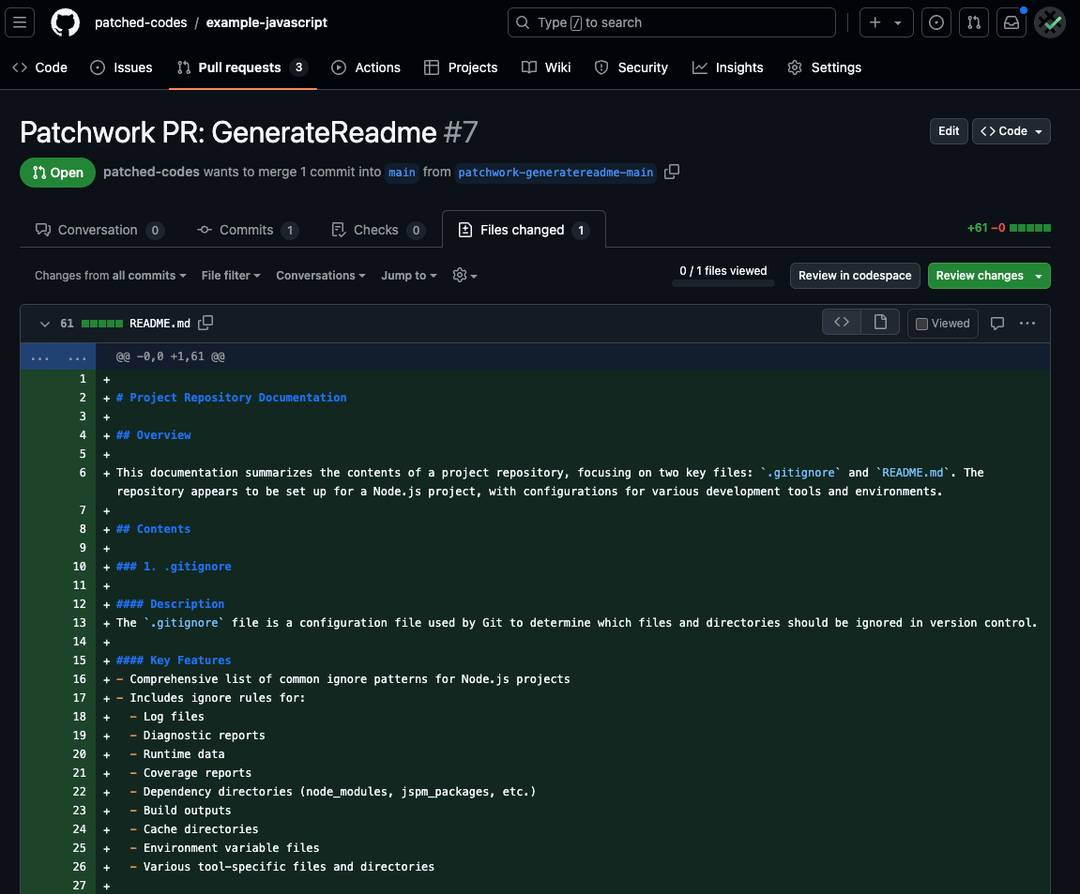 patched-codes / example-javascript
Type / to search
Code
Issues
Pull requests 3
Actions
Projects
Wiki
Security
Insights
Settings
Patchwork PR: GenerateReadme #7
Edit
<> Code
Open
patched-codes wants to merge 1 commit into main from patchwork-generatereadme-main
Conversation 0
Commits 1
Checks 0
Files changed 1
+61 −0
Changes from all commits
File filter
Conversations
Jump to
0 / 1 files viewed
Review in codespace
Review changes
61 README.md
<>
Viewed
...
... ... @@ -0,0 +1,61 @@
1 +
2 + # Project Repository Documentation
3 +
4 + ## Overview
5 +
6 + This documentation summarizes the contents of a project repository, focusing on two key files: `.gitignore` and `README.md`. The
repository appears to be set up for a Node.js project, with configurations for various development tools and environments.
7 +
8 + ## Contents
9 +
10 + ### 1. .gitignore
11 +
12 + #### Description
13 + The `.gitignore` file is a configuration file used by Git to determine which files and directories should be ignored in version control.
14 +
15 + #### Key Features
16 + - Comprehensive list of common ignore patterns for Node.js projects
17 + - Includes ignore rules for:
18 + - Log files
19 + - Diagnostic reports
20 + - Runtime data
21 + - Coverage reports
22 + - Dependency directories (node_modules, jspm_packages, etc.)
23 + - Build outputs
24 + - Cache directories
25 + - Environment variable files
26 + - Various tool-specific files and directories
27 +